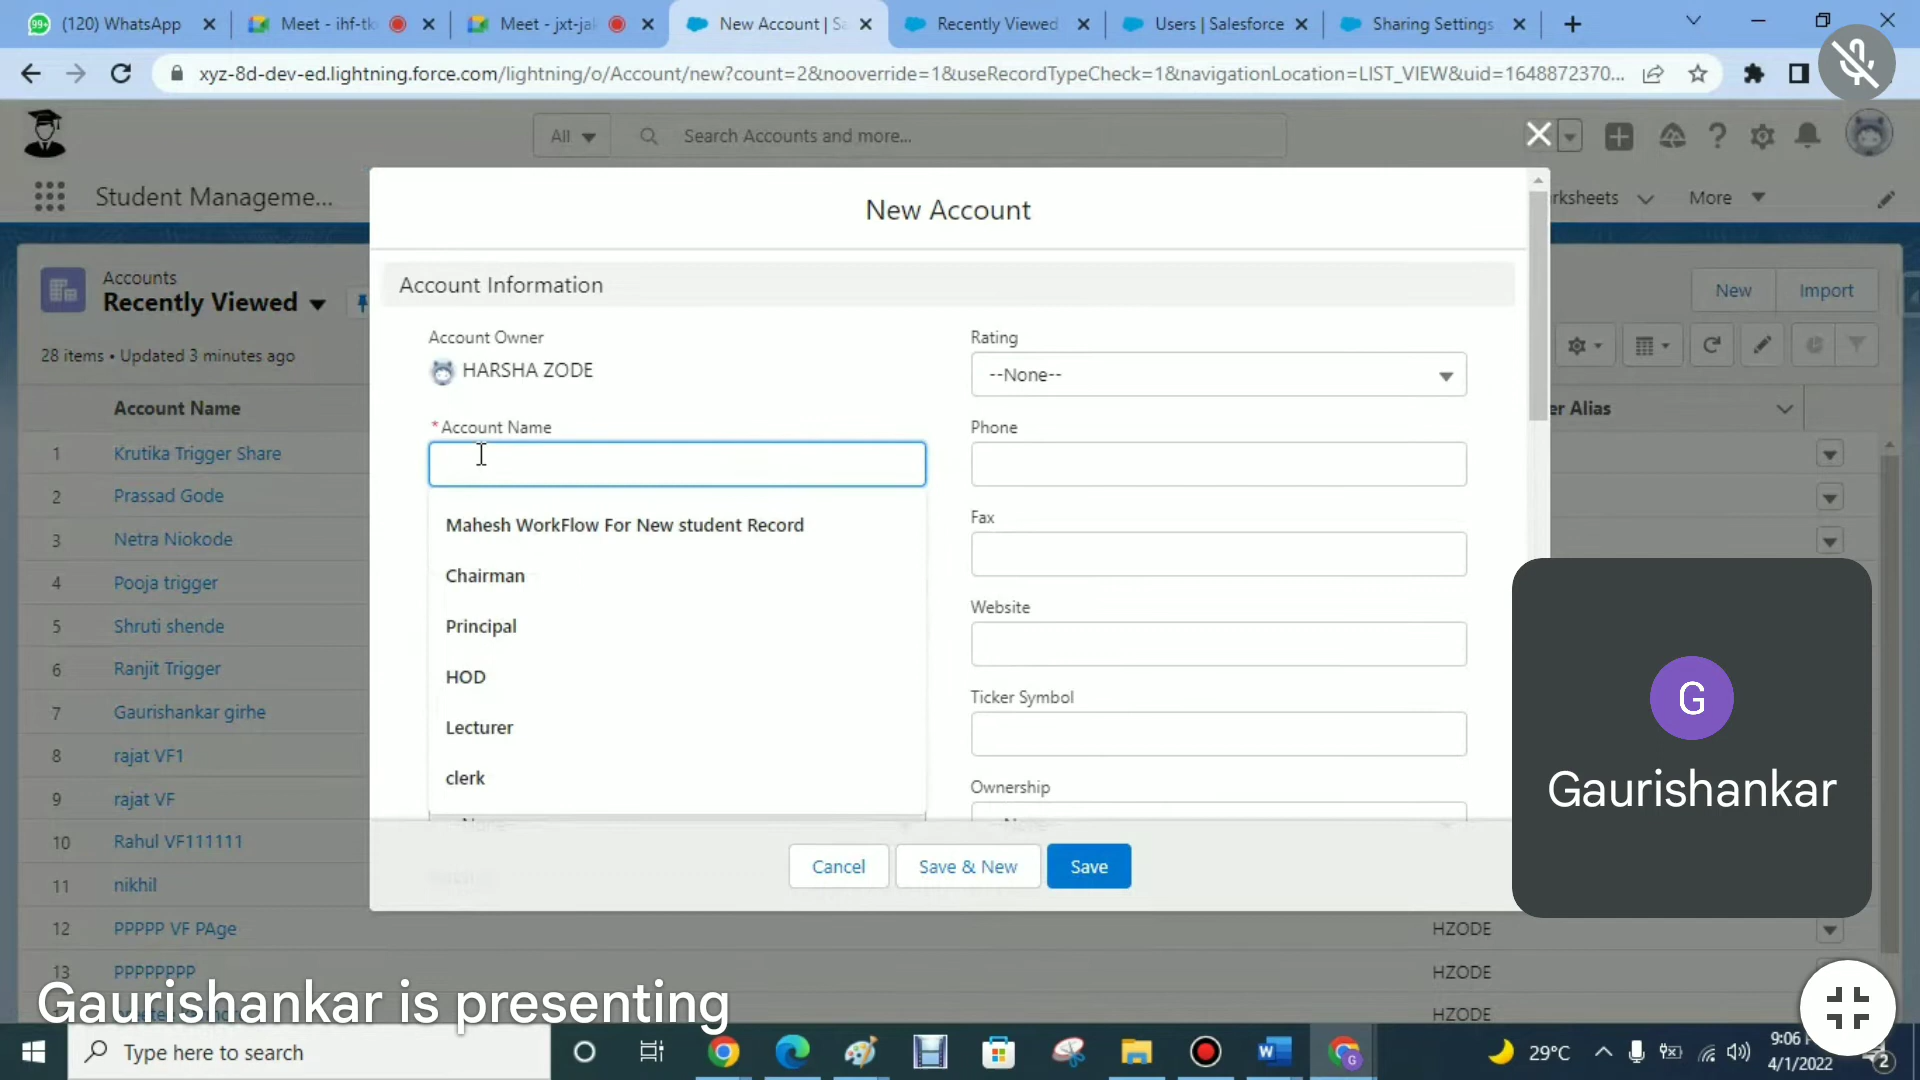 (120) WhatsApp
Meet - ihf-tk
Meet - jxt-jak
New Account | Sa
Recently Viewed
Users | Salesforce
Sharing Settings
xyz-8d-dev-ed.lightning.force.com/lightning/o/Account/new?count=2&nooverride=1&useRecordTypeCheck=1&navigationLocation=LIST_VIEW&uid=1648872370...
All
Search Accounts and more...
Student Manageme...
rksheets
More
New Account
Accounts
Recently Viewed
28 items • Updated 3 minutes ago
New
Import
Account Name
er Alias
1 Krutika Trigger Share
2 Prassad Gode
3 Netra Niokode
4 Pooja trigger
5 Shruti shende
6 Ranjit Trigger
7 Gaurishankar girhe
8 rajat VF1
9 rajat VF
10 Rahul VF111111
11 nikhil
12 PPPPP VF PAge HZODE
13 PPPPPPPP HZODE
HZODE
Account Information
Account Owner
HARSHA ZODE
*Account Name
Mahesh WorkFlow For New student Record
Chairman
Principal
HOD
Lecturer
clerk
Rating
--None--
Phone
Fax
Website
Ticker Symbol
Ownership
Cancel
Save & New
Save
G
Gaurishankar
Gaurishankar is presenting
Type here to search
29°C
9:06
4/1/2022
2